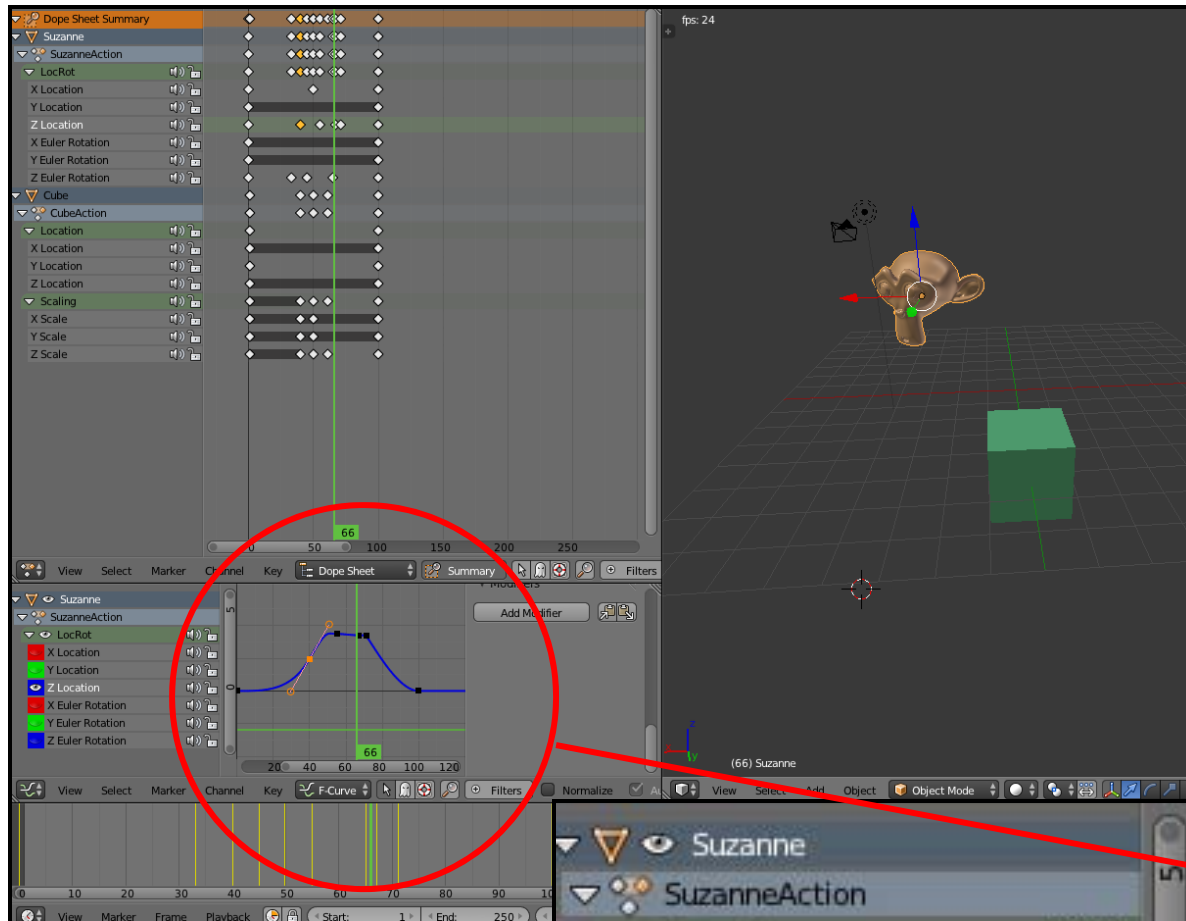 Dope Sheet Summary
Suzanne
SuzanneAction
LocRot
X Location
Y Location
Z Location
X Euler Rotation
Y Euler Rotation
Z Euler Rotation
Cube
CubeAction
Location
X Location
Y Location
Z Location
Scaling
X Scale
Y Scale
Z Scale
66
0 50 100 150 200 250
View Select Marker Channel Key Dope Sheet Summary Filters
fps: 24
z
y
(66) Suzanne
View Select Add Object Object Mode
Suzanne
SuzanneAction
LocRot
X Location
Y Location
Z Location
X Euler Rotation
Y Euler Rotation
Z Euler Rotation
5
0
66
20 40 60 80 100 120
Modifiers
Add Modifier
View Select Marker Channel Key F-Curve Filters Normalize
0 10 20 30 40 50 60 70 80 90
View Marker Frame Playback Start: 1 End: 250
Suzanne
SuzanneAction
5